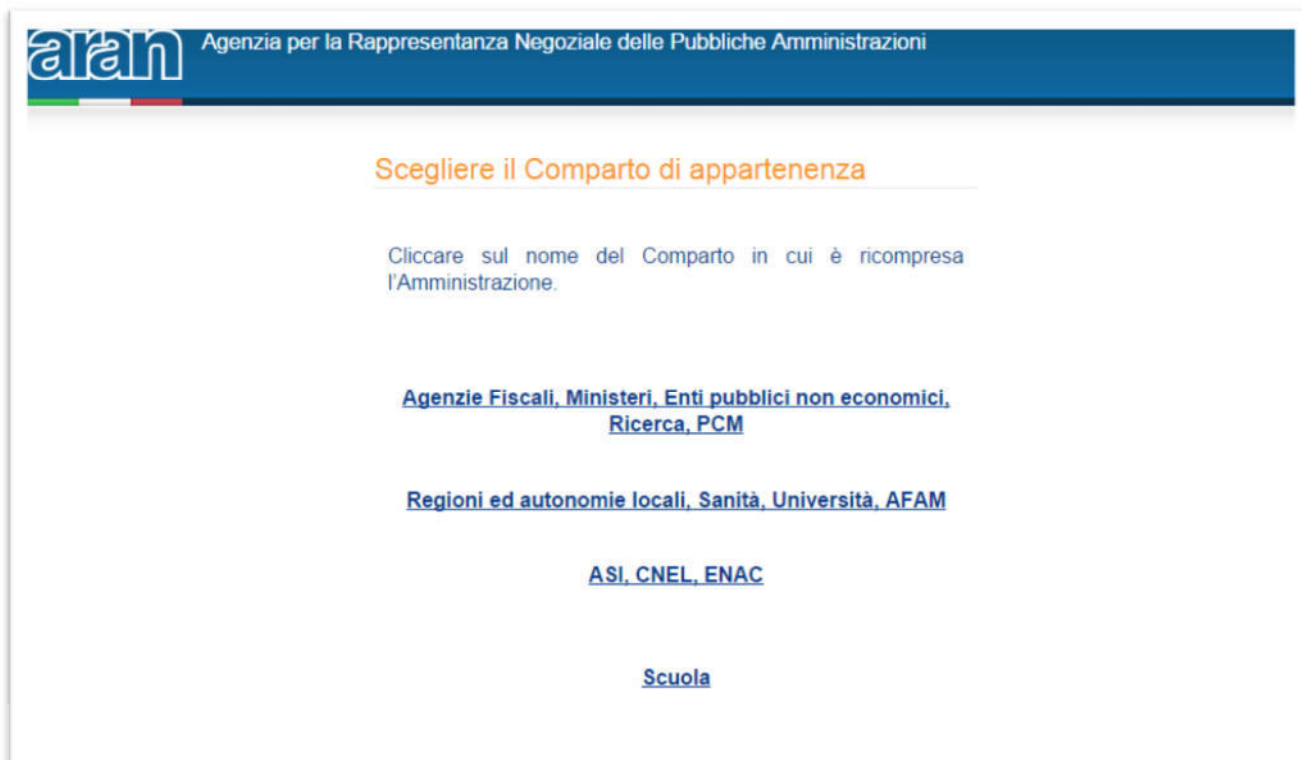 aran
Agenzia per la Rappresentanza Negoziale delle Pubbliche Amministrazioni
Scegliere il Comparto di appartenenza
Cliccare sul nome del Comparto in cui è ricompresa
l'Amministrazione.
Agenzie Fiscali, Ministeri, Enti pubblici non economici,
Ricerca, PCM
Regioni ed autonomie locali, Sanità, Università, AFAM
ASI, CNEL, ENAC
Scuola